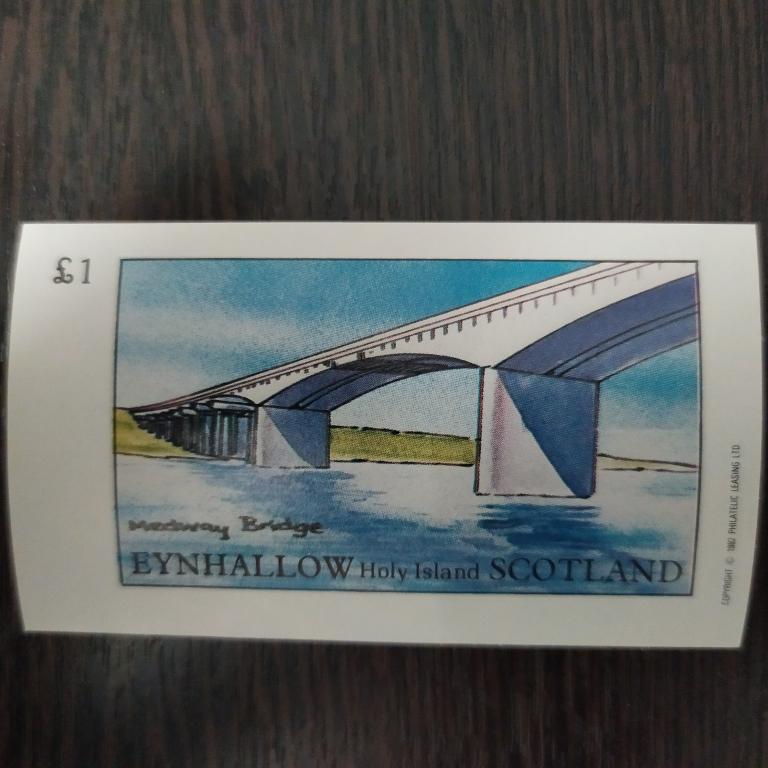 £1
Medway Bridge
EYNHALLOW Holy Island SCOTLAND
COPYRIGHT © 1982 PHILATELIC LEASING LTD